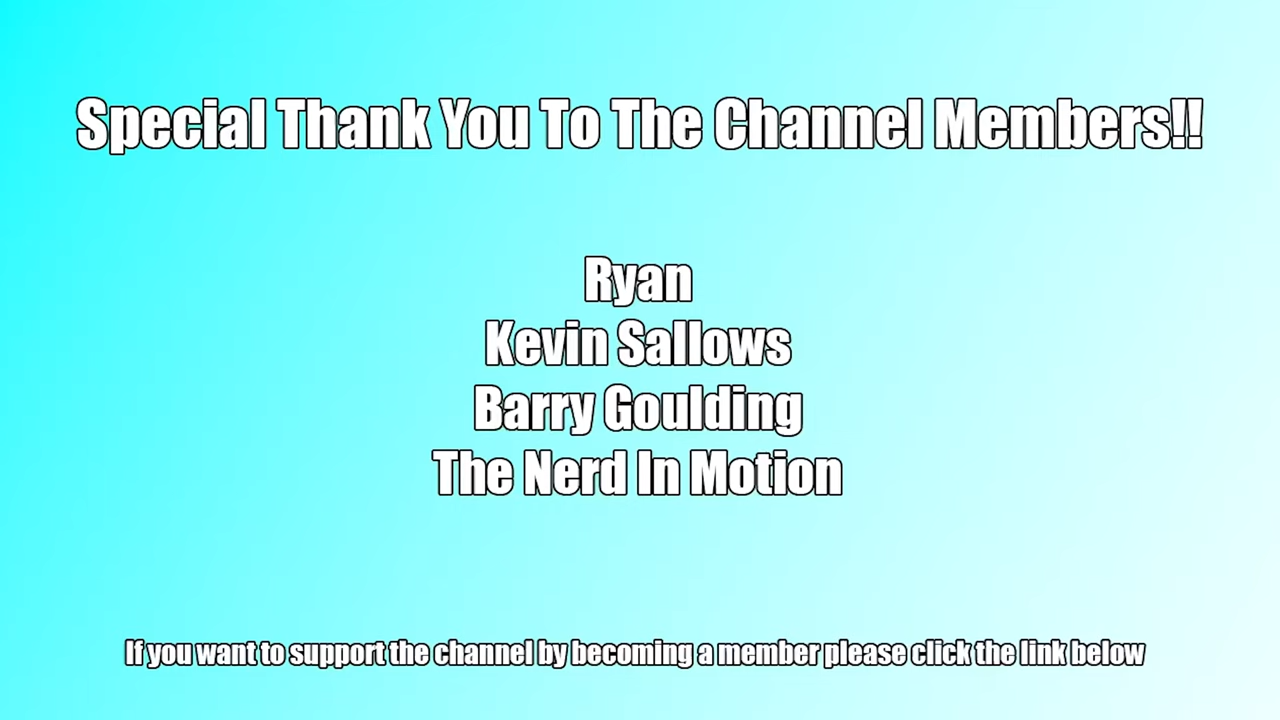 Special Thank You To The Channel Members!!
Ryan
Kevin Sallows
Barry Goulding
The Nerd In Motion
If you want to support the channel by becoming a member please click the link below